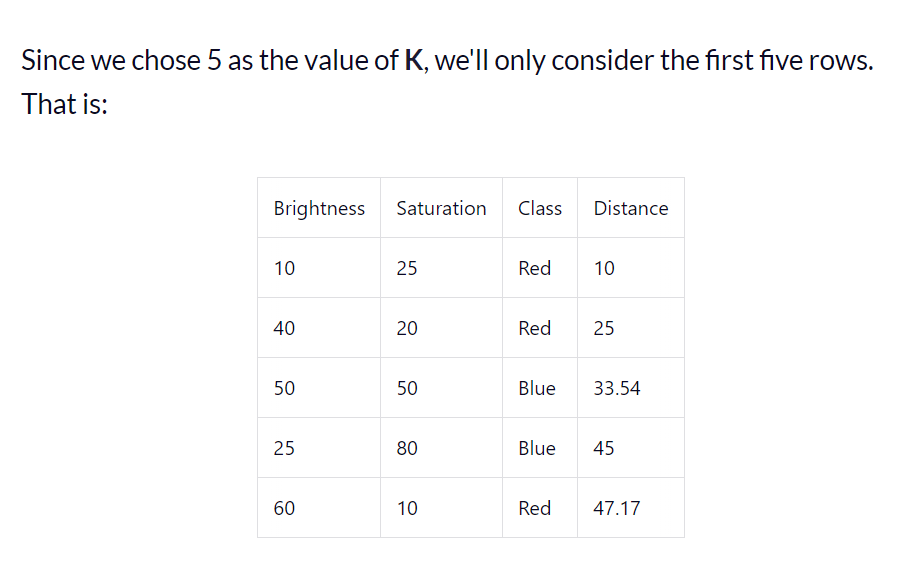 Since we chose 5 as the value of K, we'll only consider the first five rows.
That is:
Brightness Saturation Class Distance
10 25 Red 10
40 20 Red 25
50 50 Blue 33.54
25 80 Blue 45
60 10 Red 47.17